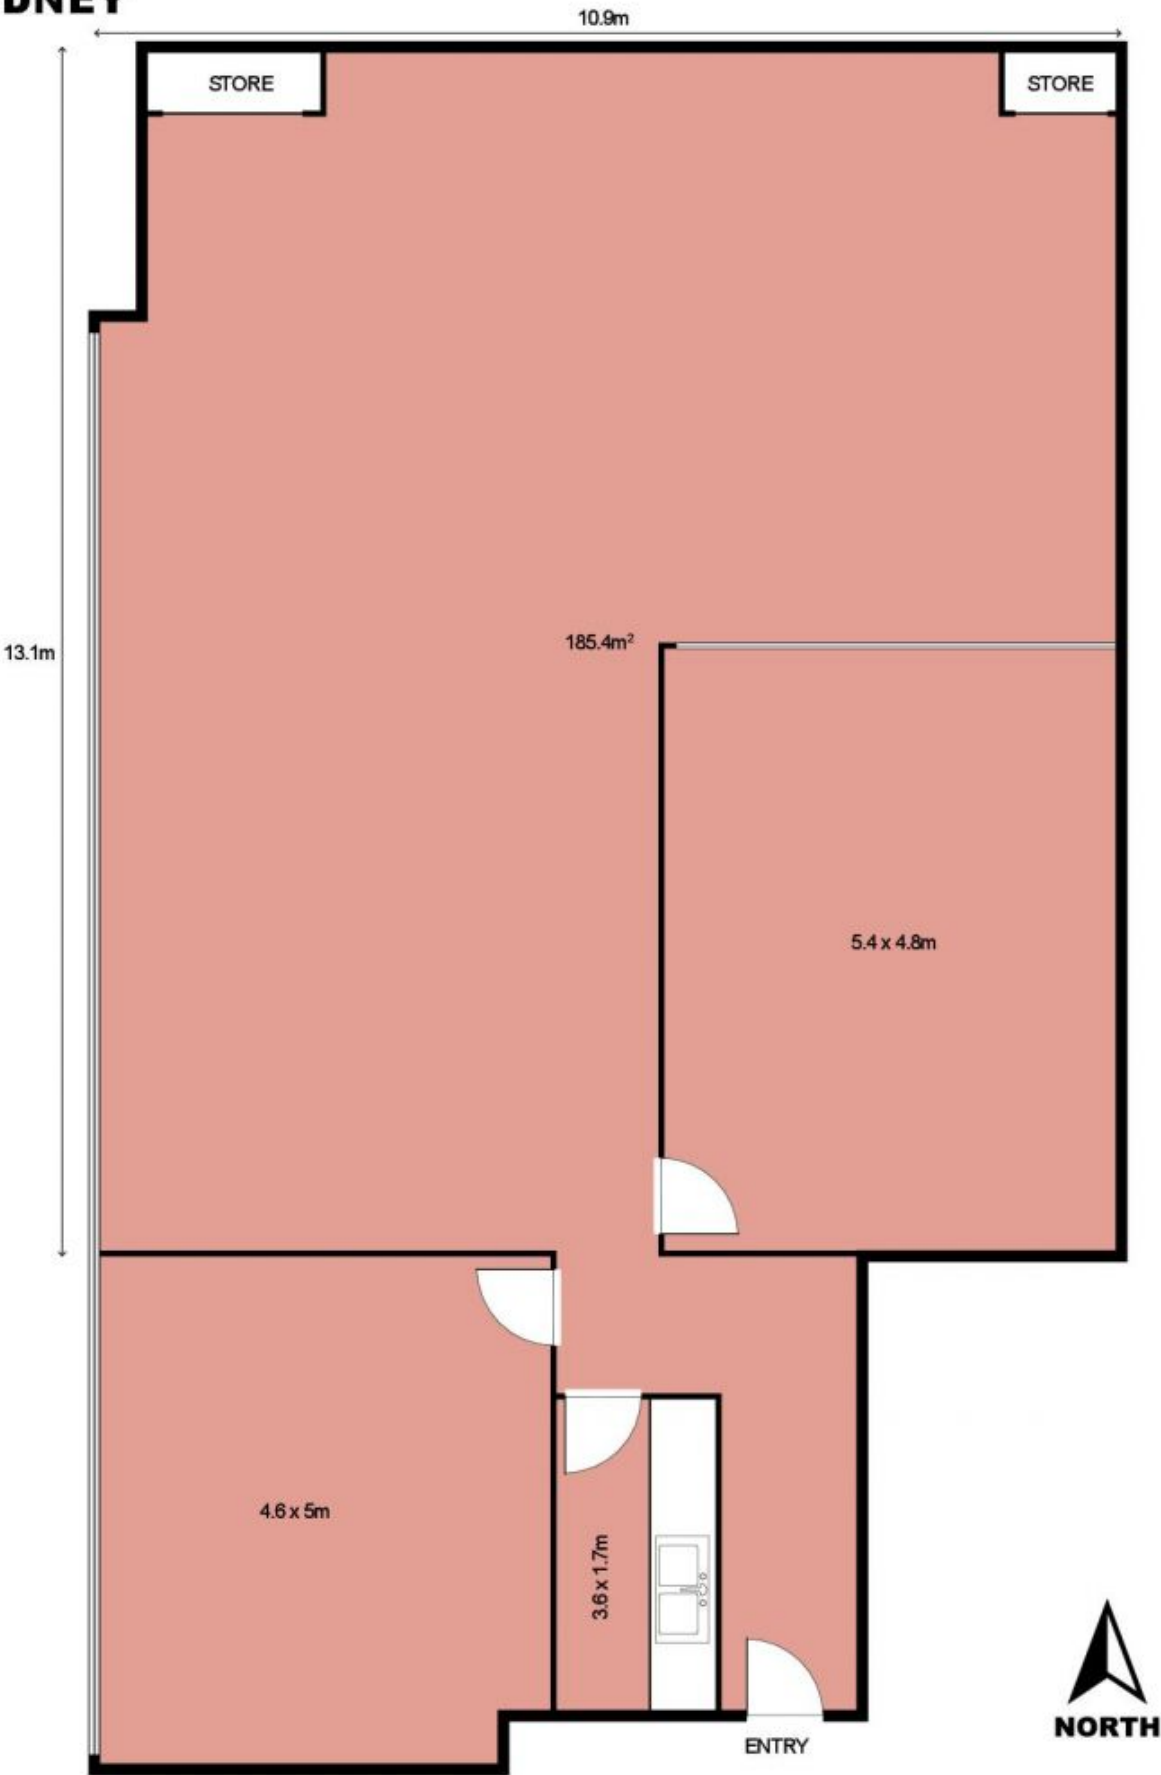 DNEY
10.9m
STORE
STORE
185.4m²
13.1m
5.4 x 4.8m
4.6 x 5m
3.6 x 1.7m
ENTRY
NORTH